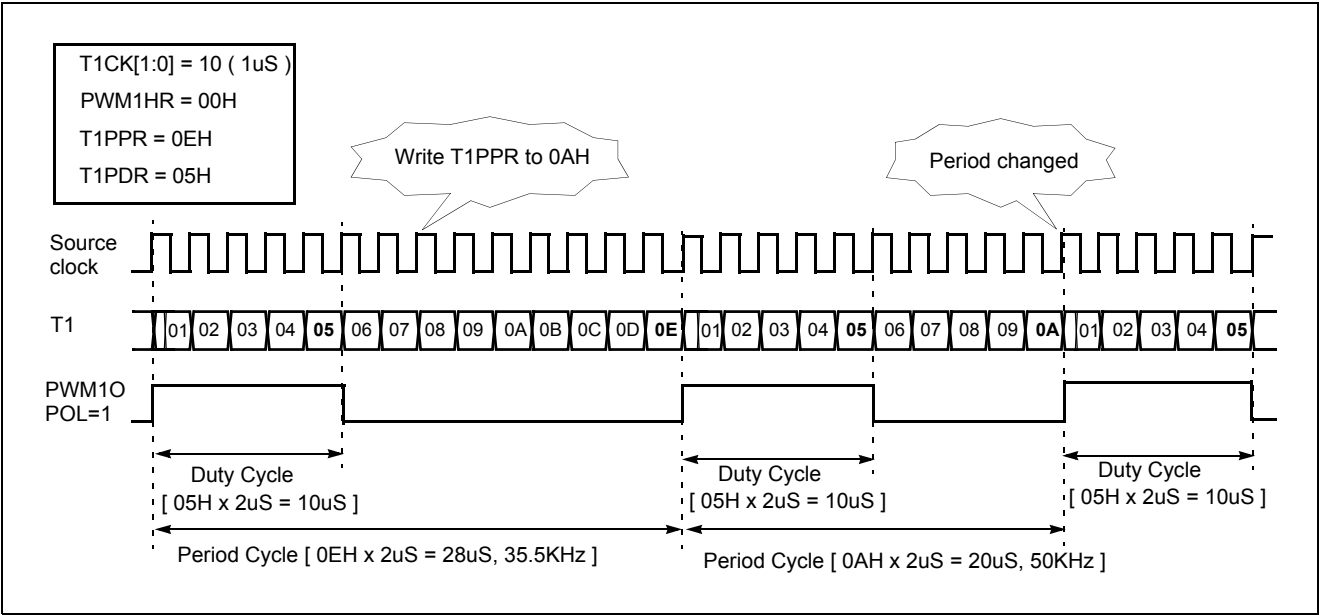 T1CK[1:0] = 10 ( 1uS )
PWM1HR = 00H
T1PPR = 0EH
T1PDR = 05H
Write T1PPR to 0AH
Period changed
Source
clock
T1
01 02 03 04 05 06 07 08 09 0A 0B 0C 0D 0E 01 02 03 04 05 06 07 08 09 0A 01 02 03 04 05
PWM1O
POL=1
Duty Cycle
[ 05H x 2uS = 10uS ]
Duty Cycle
[ 05H x 2uS = 10uS ]
Duty Cycle
[ 05H x 2uS = 10uS ]
Period Cycle [ 0EH x 2uS = 28uS, 35.5KHz ]
Period Cycle [ 0AH x 2uS = 20uS, 50KHz ]